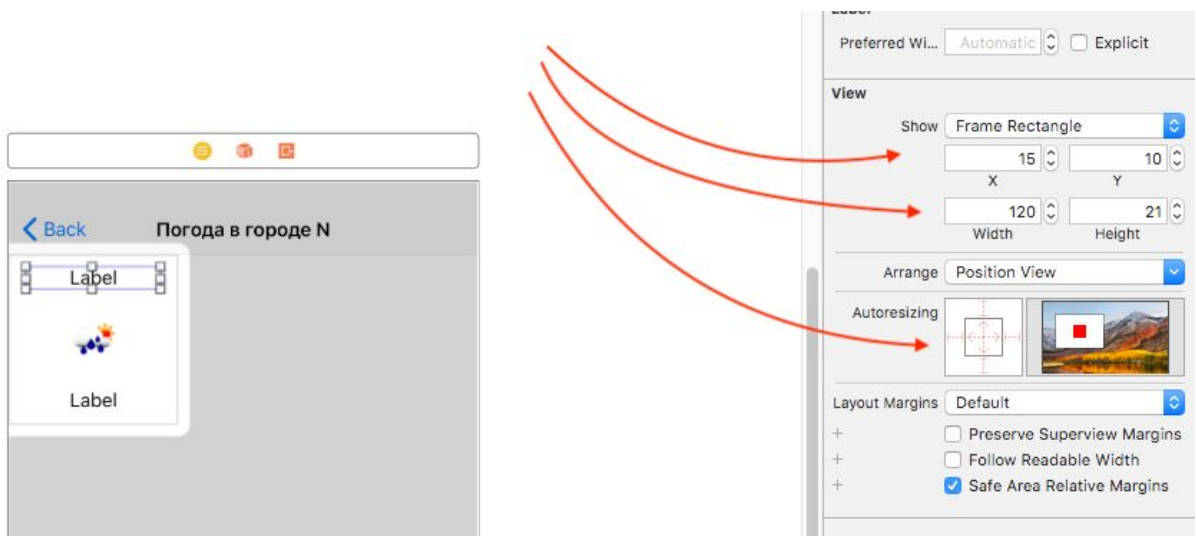 Label
Preferred Wi... Automatic Explicit
View
Show Frame Rectangle
15 10
X Y
120 21
Width Height
Arrange Position View
Autoresizing
Layout Margins Default
+ Preserve Superview Margins
+ Follow Readable Width
+ Safe Area Relative Margins
Back Погода в городе N
Label
Label